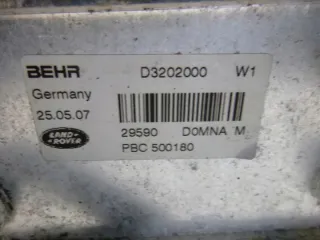 BEHR D3202000 W1
Germany
25.05.07
LAND-
ROVER
29590 D0MNA M
PBC 500180